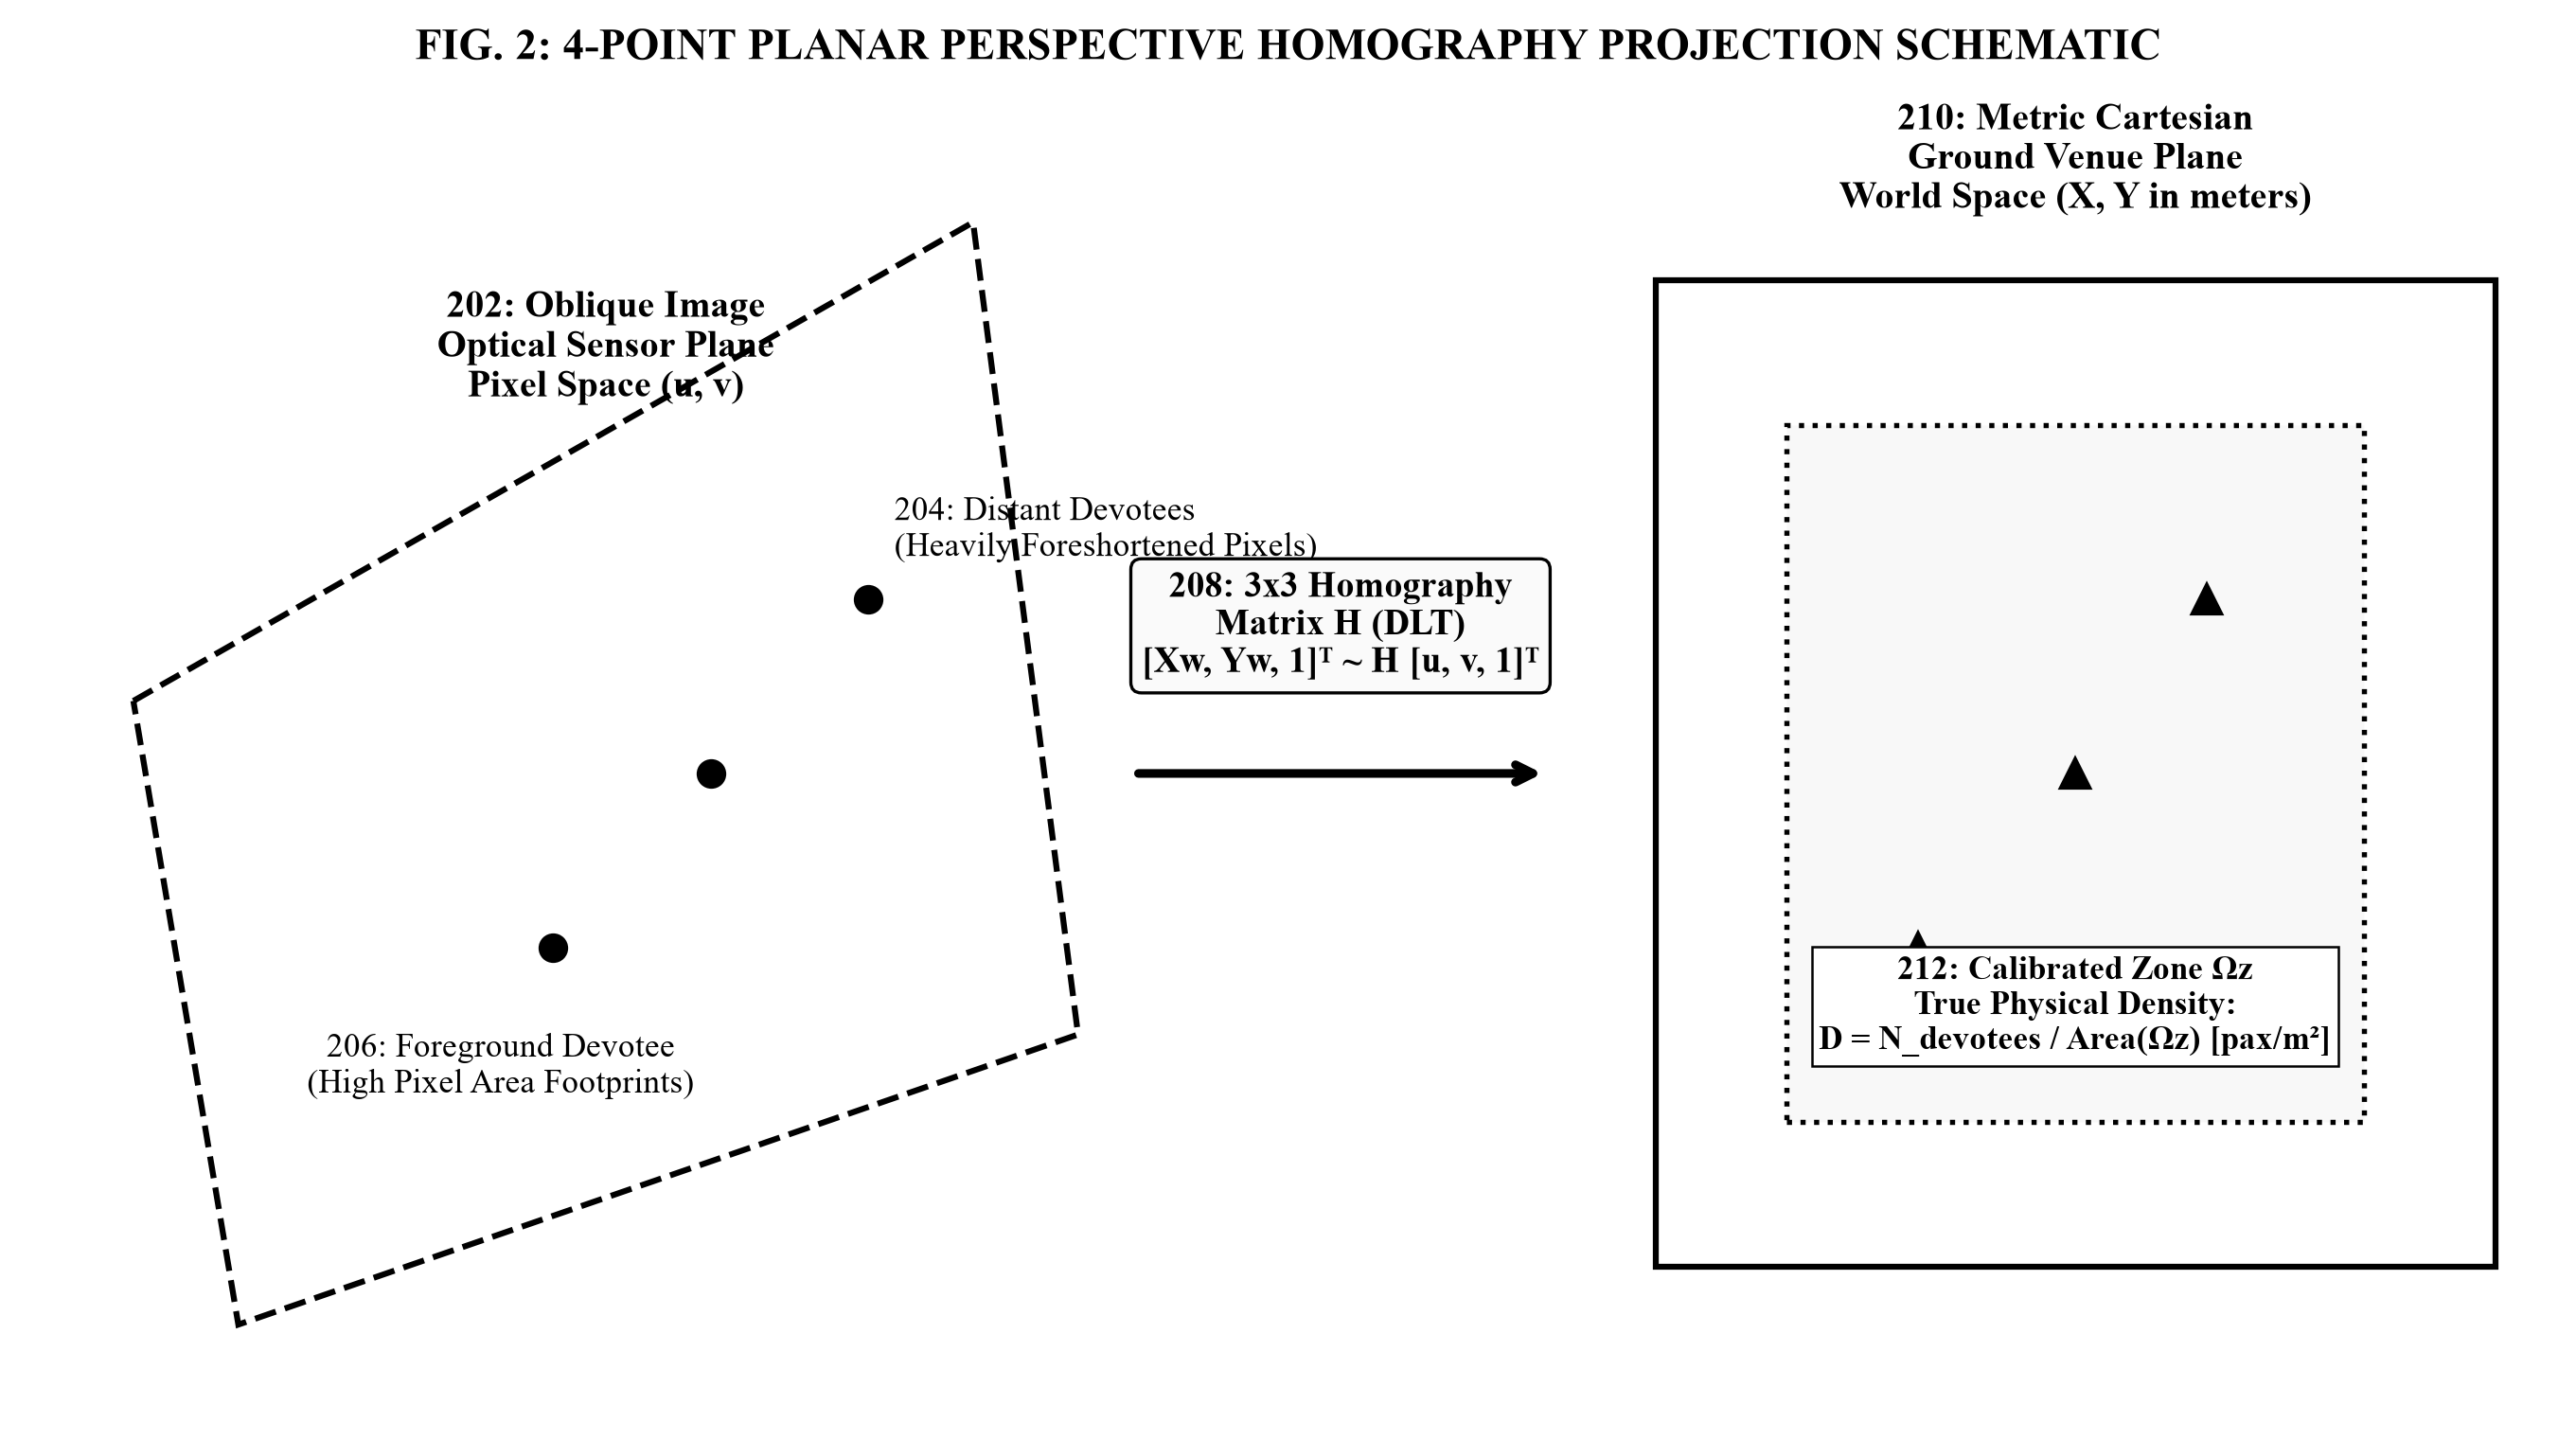 FIG. 2: 4-POINT PLANAR PERSPECTIVE HOMOGRAPHY PROJECTION SCHEMATIC
210: Metric Cartesian
Ground Venue Plane
World Space (X, Y in meters)
202: Oblique Image
Optical Sensor Plane
Pixel Space (u, v)
204: Distant Devotees
(Heavily Foreshortened Pixels)
208: 3x3 Homography
Matrix H (DLT)
[Xw, Yw, 1]ᵀ ~ H [u, v, 1]ᵀ
206: Foreground Devotee
(High Pixel Area Footprints)
212: Calibrated Zone Ωz
True Physical Density:
D = N_devotees / Area(Ωz) [pax/m²]